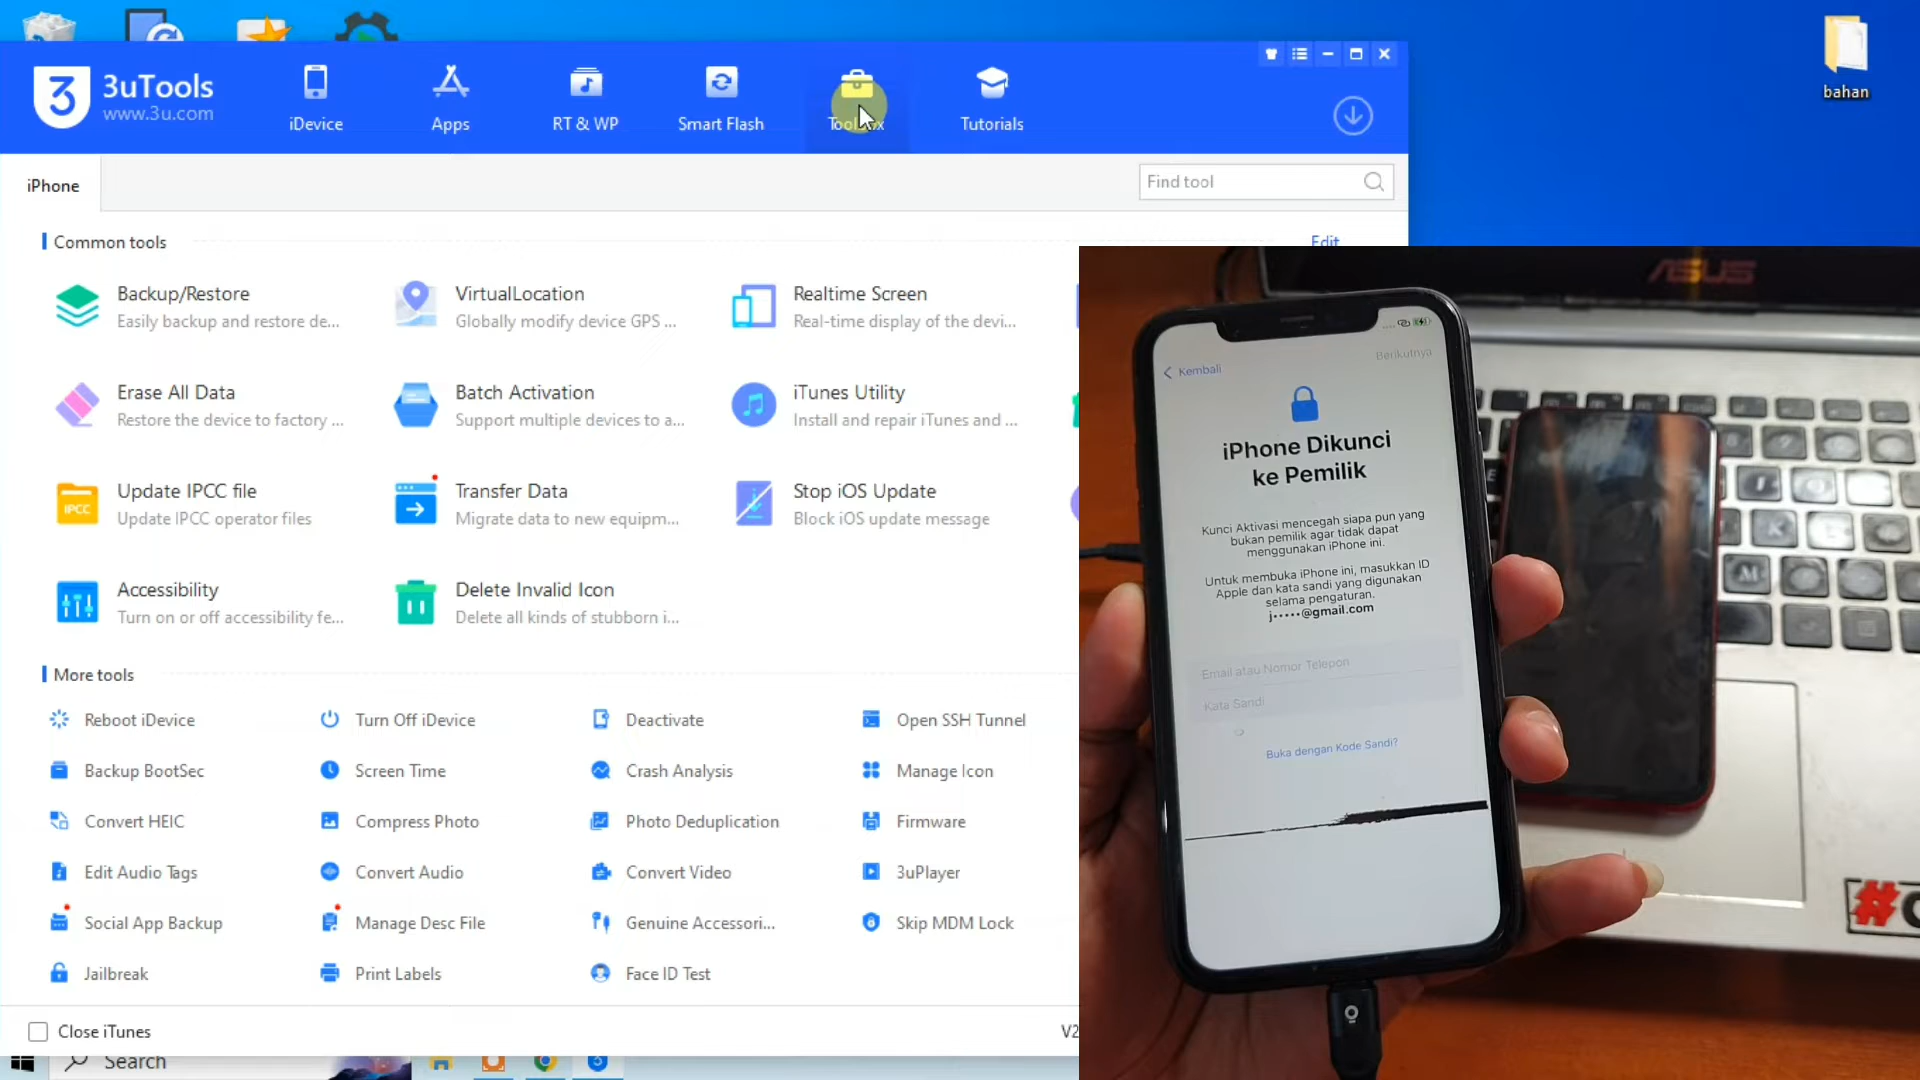 bahan
3uTools
www.3u.com
iDevice
Apps
RT & WP
Smart Flash
Toolbox
Tutorials
iPhone
Find tool
Common tools
Edit
Backup/Restore
Easily backup and restore de...
VirtualLocation
Globally modify device GPS ...
Realtime Screen
Real-time display of the devi...
Erase All Data
Restore the device to factory ...
Batch Activation
Support multiple devices to a...
iTunes Utility
Install and repair iTunes and ...
IPCC
Update IPCC file
Update IPCC operator files
Transfer Data
Migrate data to new equipm...
Stop iOS Update
Block iOS update message
Accessibility
Turn on or off accessibility fe...
Delete Invalid Icon
Delete all kinds of stubborn i...
More tools
Reboot iDevice
Turn Off iDevice
Deactivate
Open SSH Tunnel
Backup BootSec
Screen Time
Crash Analysis
Manage Icon
Convert HEIC
Compress Photo
Photo Deduplication
Firmware
Edit Audio Tags
Convert Audio
Convert Video
3uPlayer
Social App Backup
Manage Desc File
Genuine Accessori...
Skip MDM Lock
Jailbreak
Print Labels
Face ID Test
Close iTunes
V2
Search
ASUS
Kembali
Berikutnya
iPhone Dikunci
ke Pemilik
Kunci Aktivasi mencegah siapa pun yang
bukan pemilik agar tidak dapat
menggunakan iPhone ini.
Untuk membuka iPhone ini, masukkan ID
Apple dan kata sandi yang digunakan
selama pengaturan.
j•••••@gmail.com
Email atau Nomor Telepon
Kata Sandi
Buka dengan Kode Sandi?